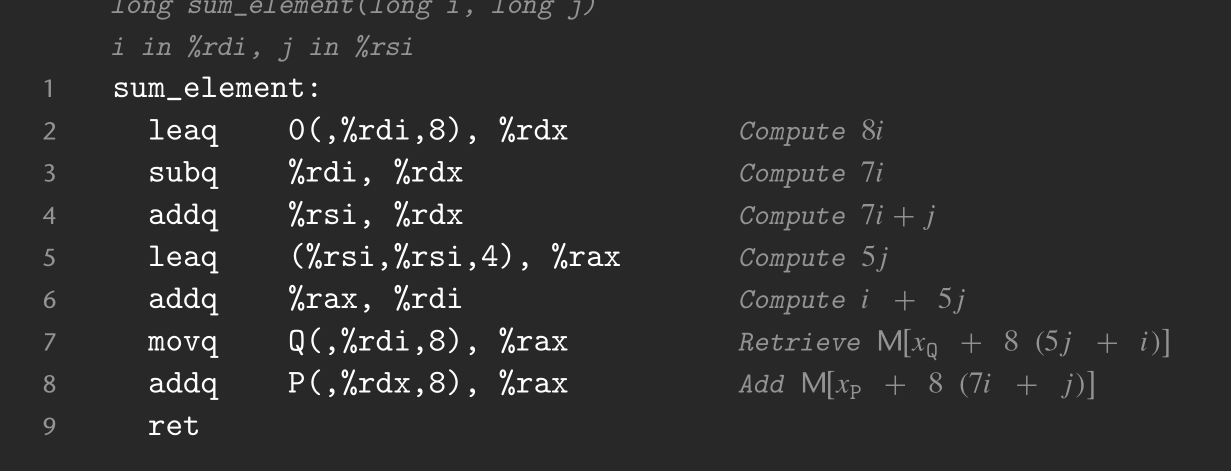 long sum_element(long i, long j)
i in %rdi, j in %rsi
1 sum_element:
2 leaq 0(,%rdi,8), %rdx Compute 8i
3 subq %rdi, %rdx Compute 7i
4 addq %rsi, %rdx Compute 7i + j
5 leaq (%rsi,%rsi,4), %rax Compute 5j
6 addq %rax, %rdi Compute i + 5j
7 movq Q(,%rdi,8), %rax Retrieve M[xQ + 8 (5j + i)]
8 addq P(,%rdx,8), %rax Add M[xP + 8 (7i + j)]
9 ret